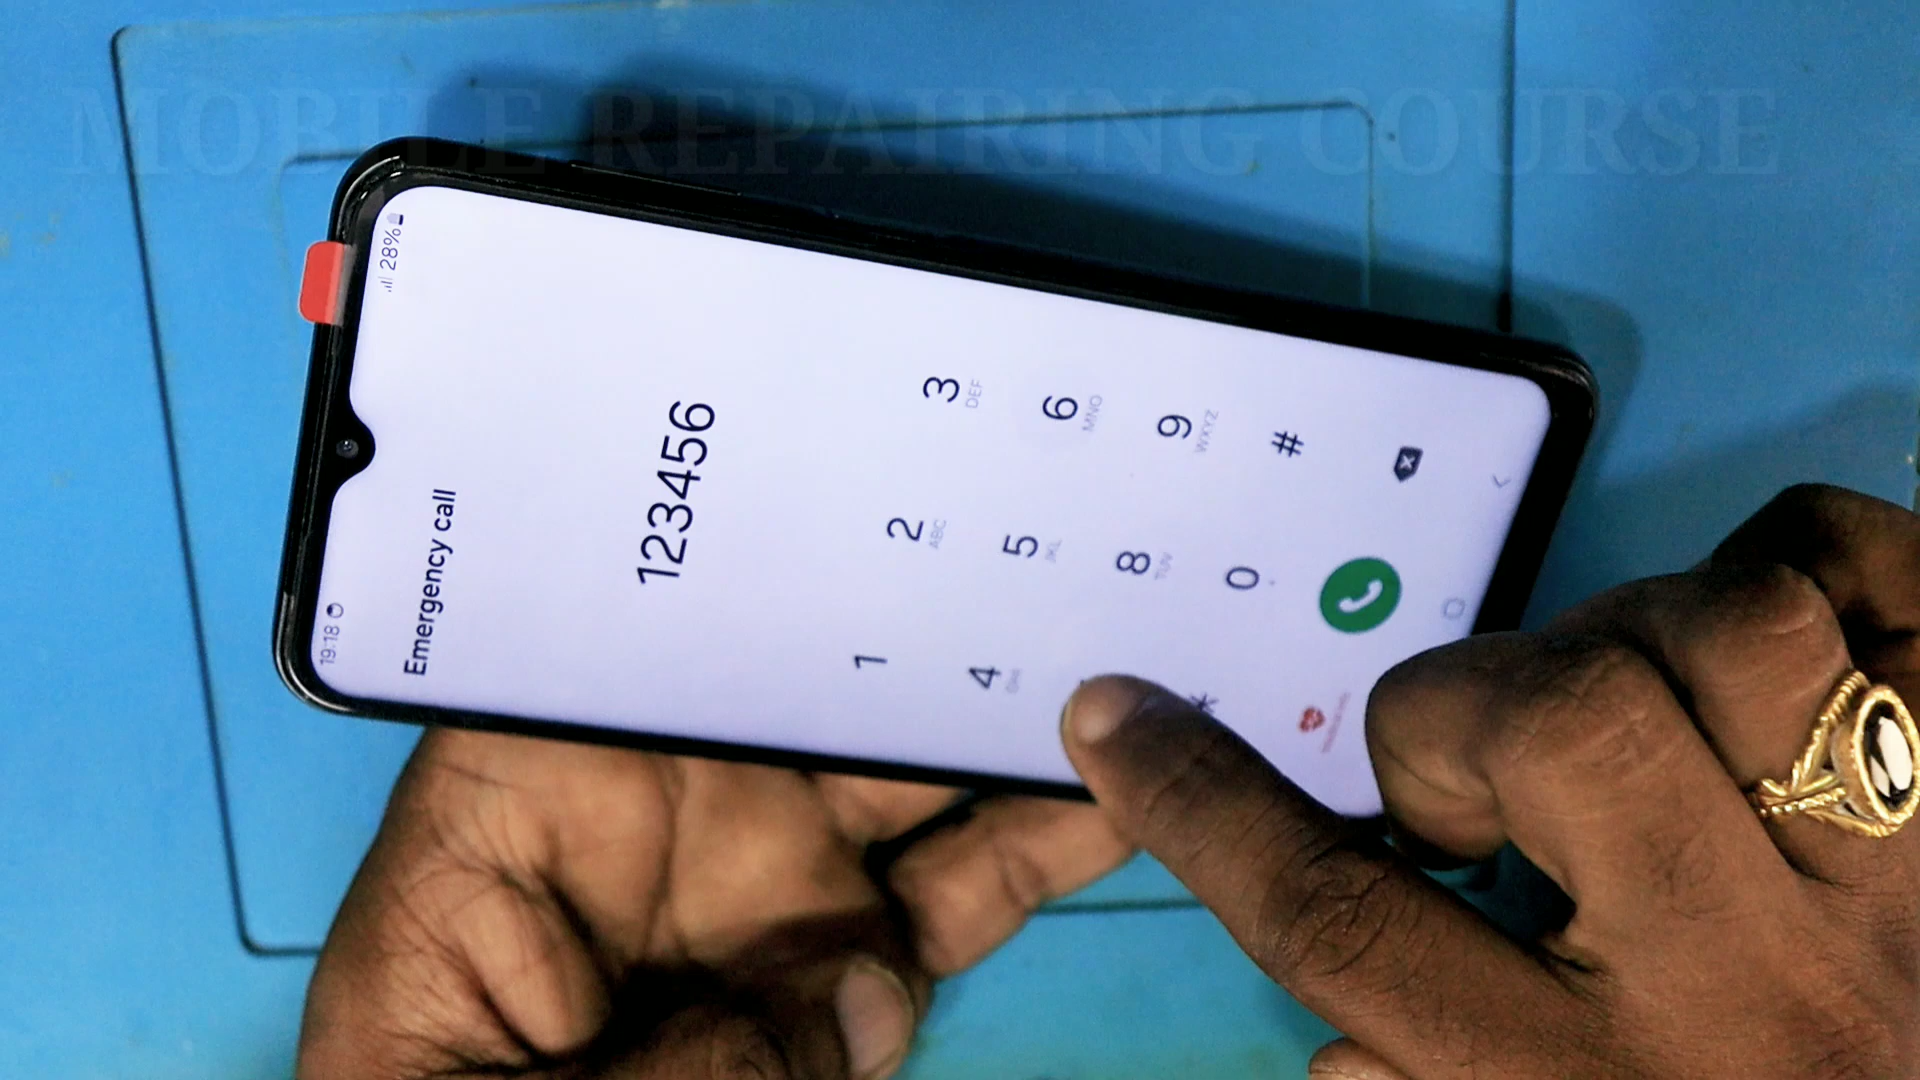 MOBILE REPAIRING COURSE
19:18 28%
Emergency call
123456
1 2 ABC 3 DEF
4 GHI 5 JKL 6 MNO
8 TUV 9 WXYZ
* 0 #